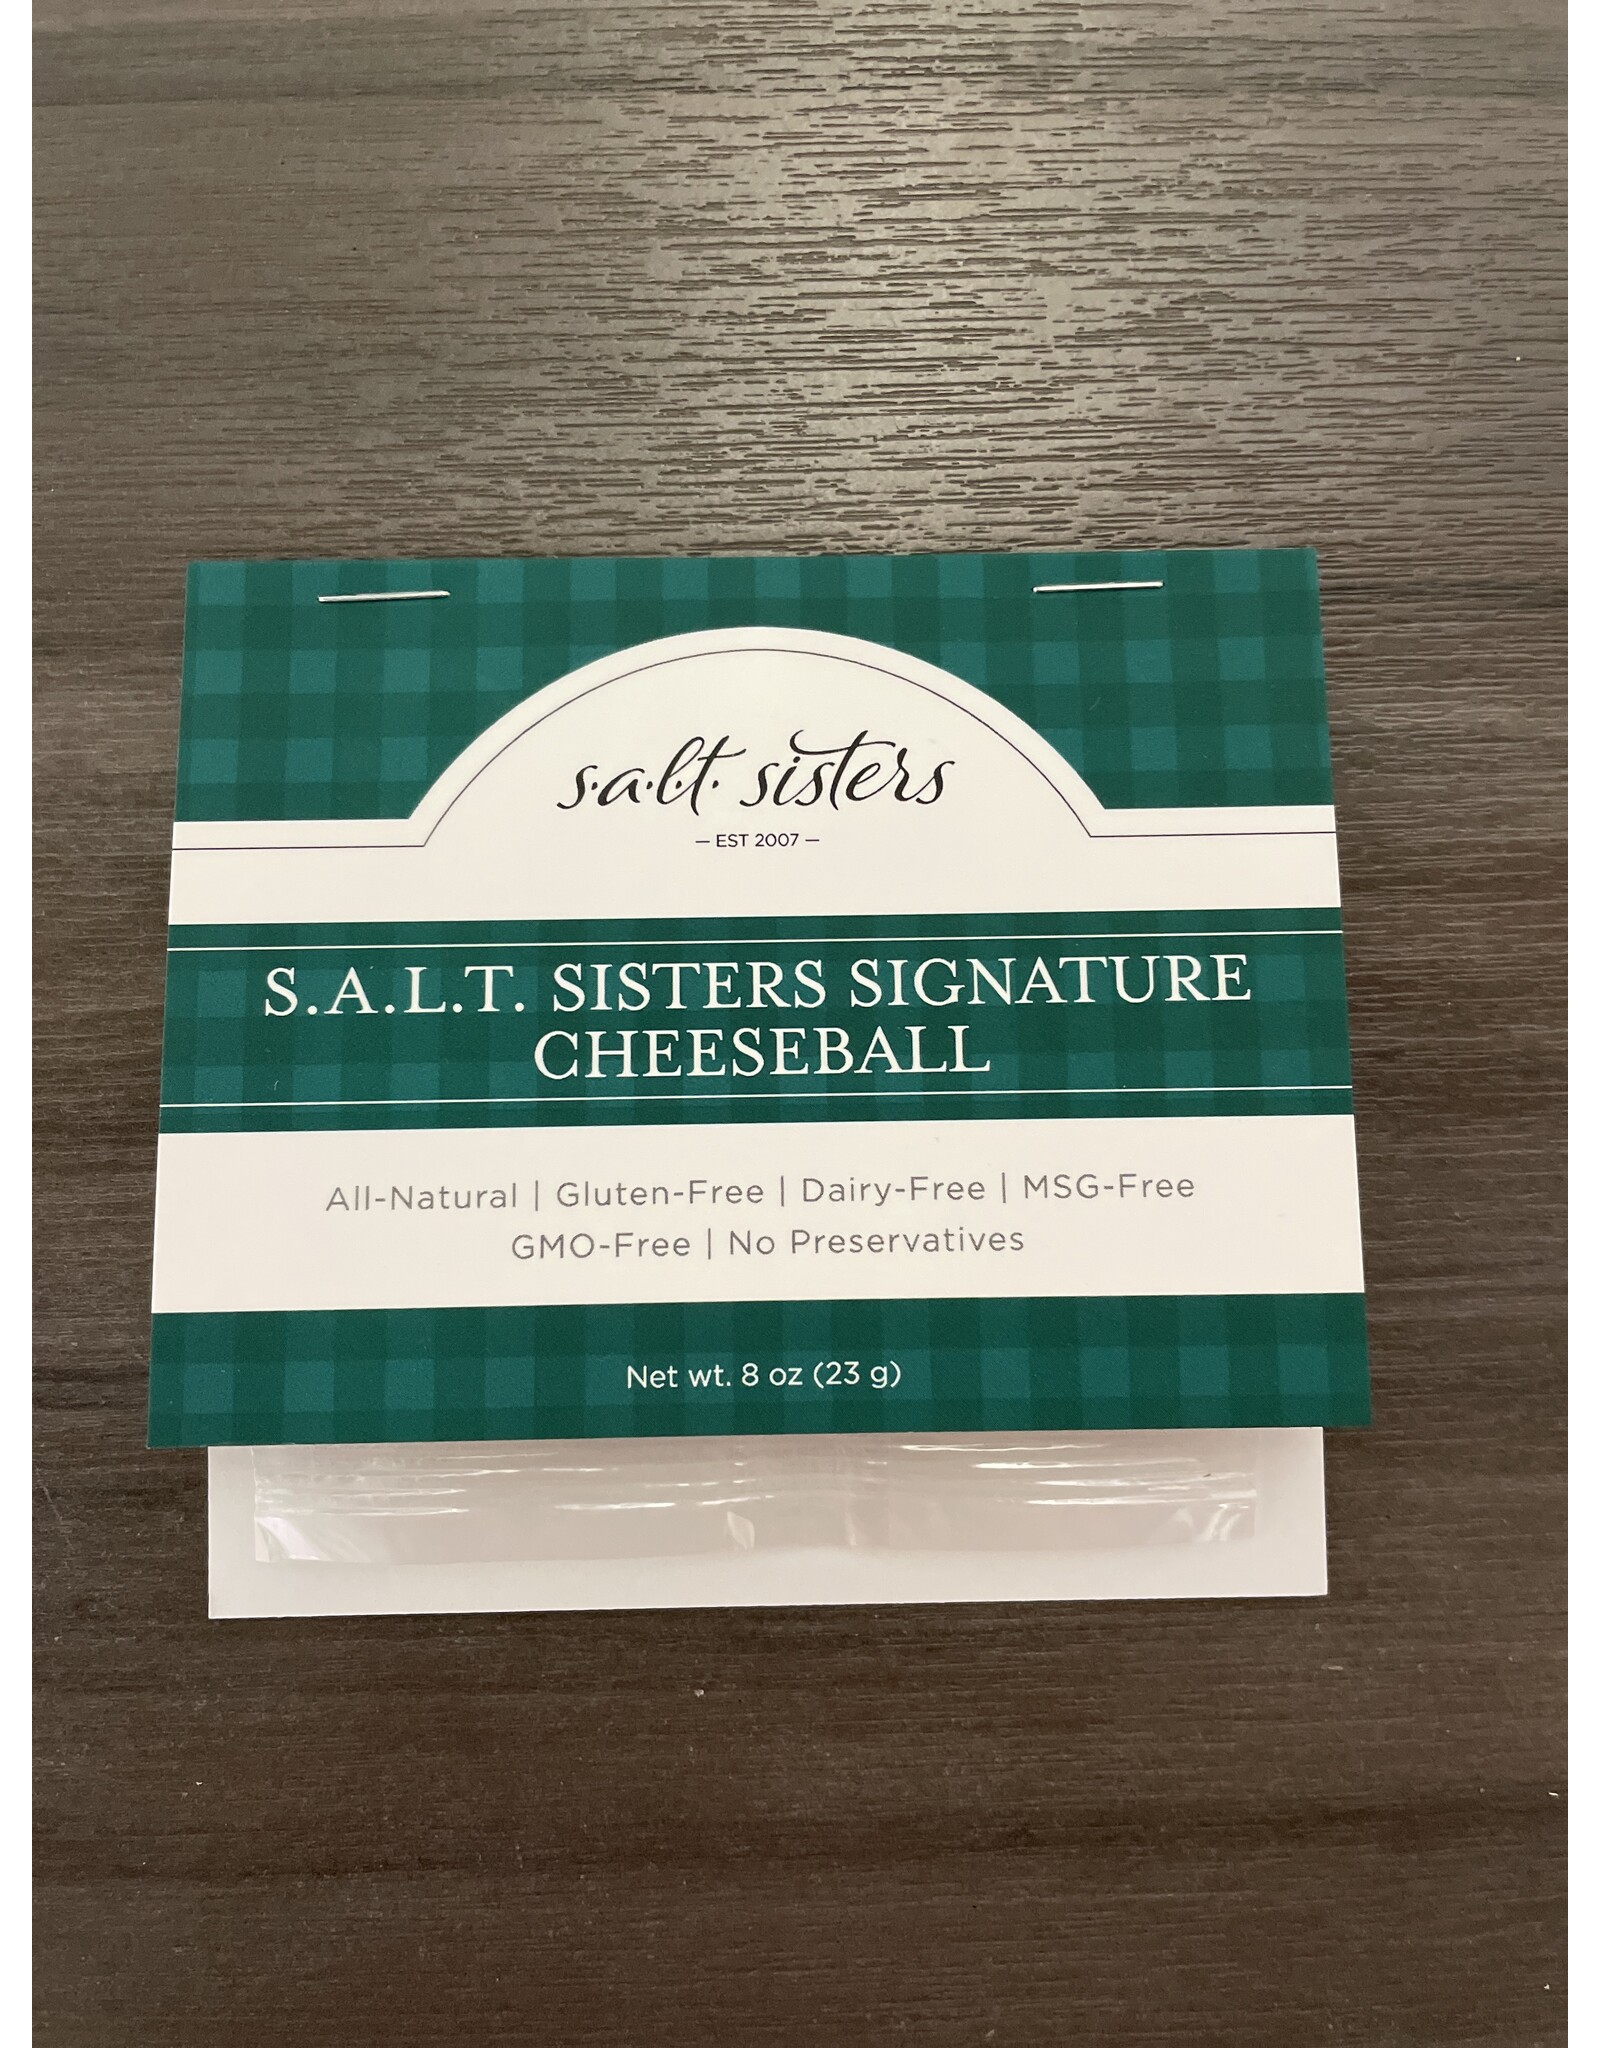 s.a.l.t. sisters
— EST 2007 —
S.A.L.T. SISTERS SIGNATURE
CHEESEBALL
All-Natural | Gluten-Free | Dairy-Free | MSG-Free
GMO-Free | No Preservatives
Net wt. 8 oz (23 g)